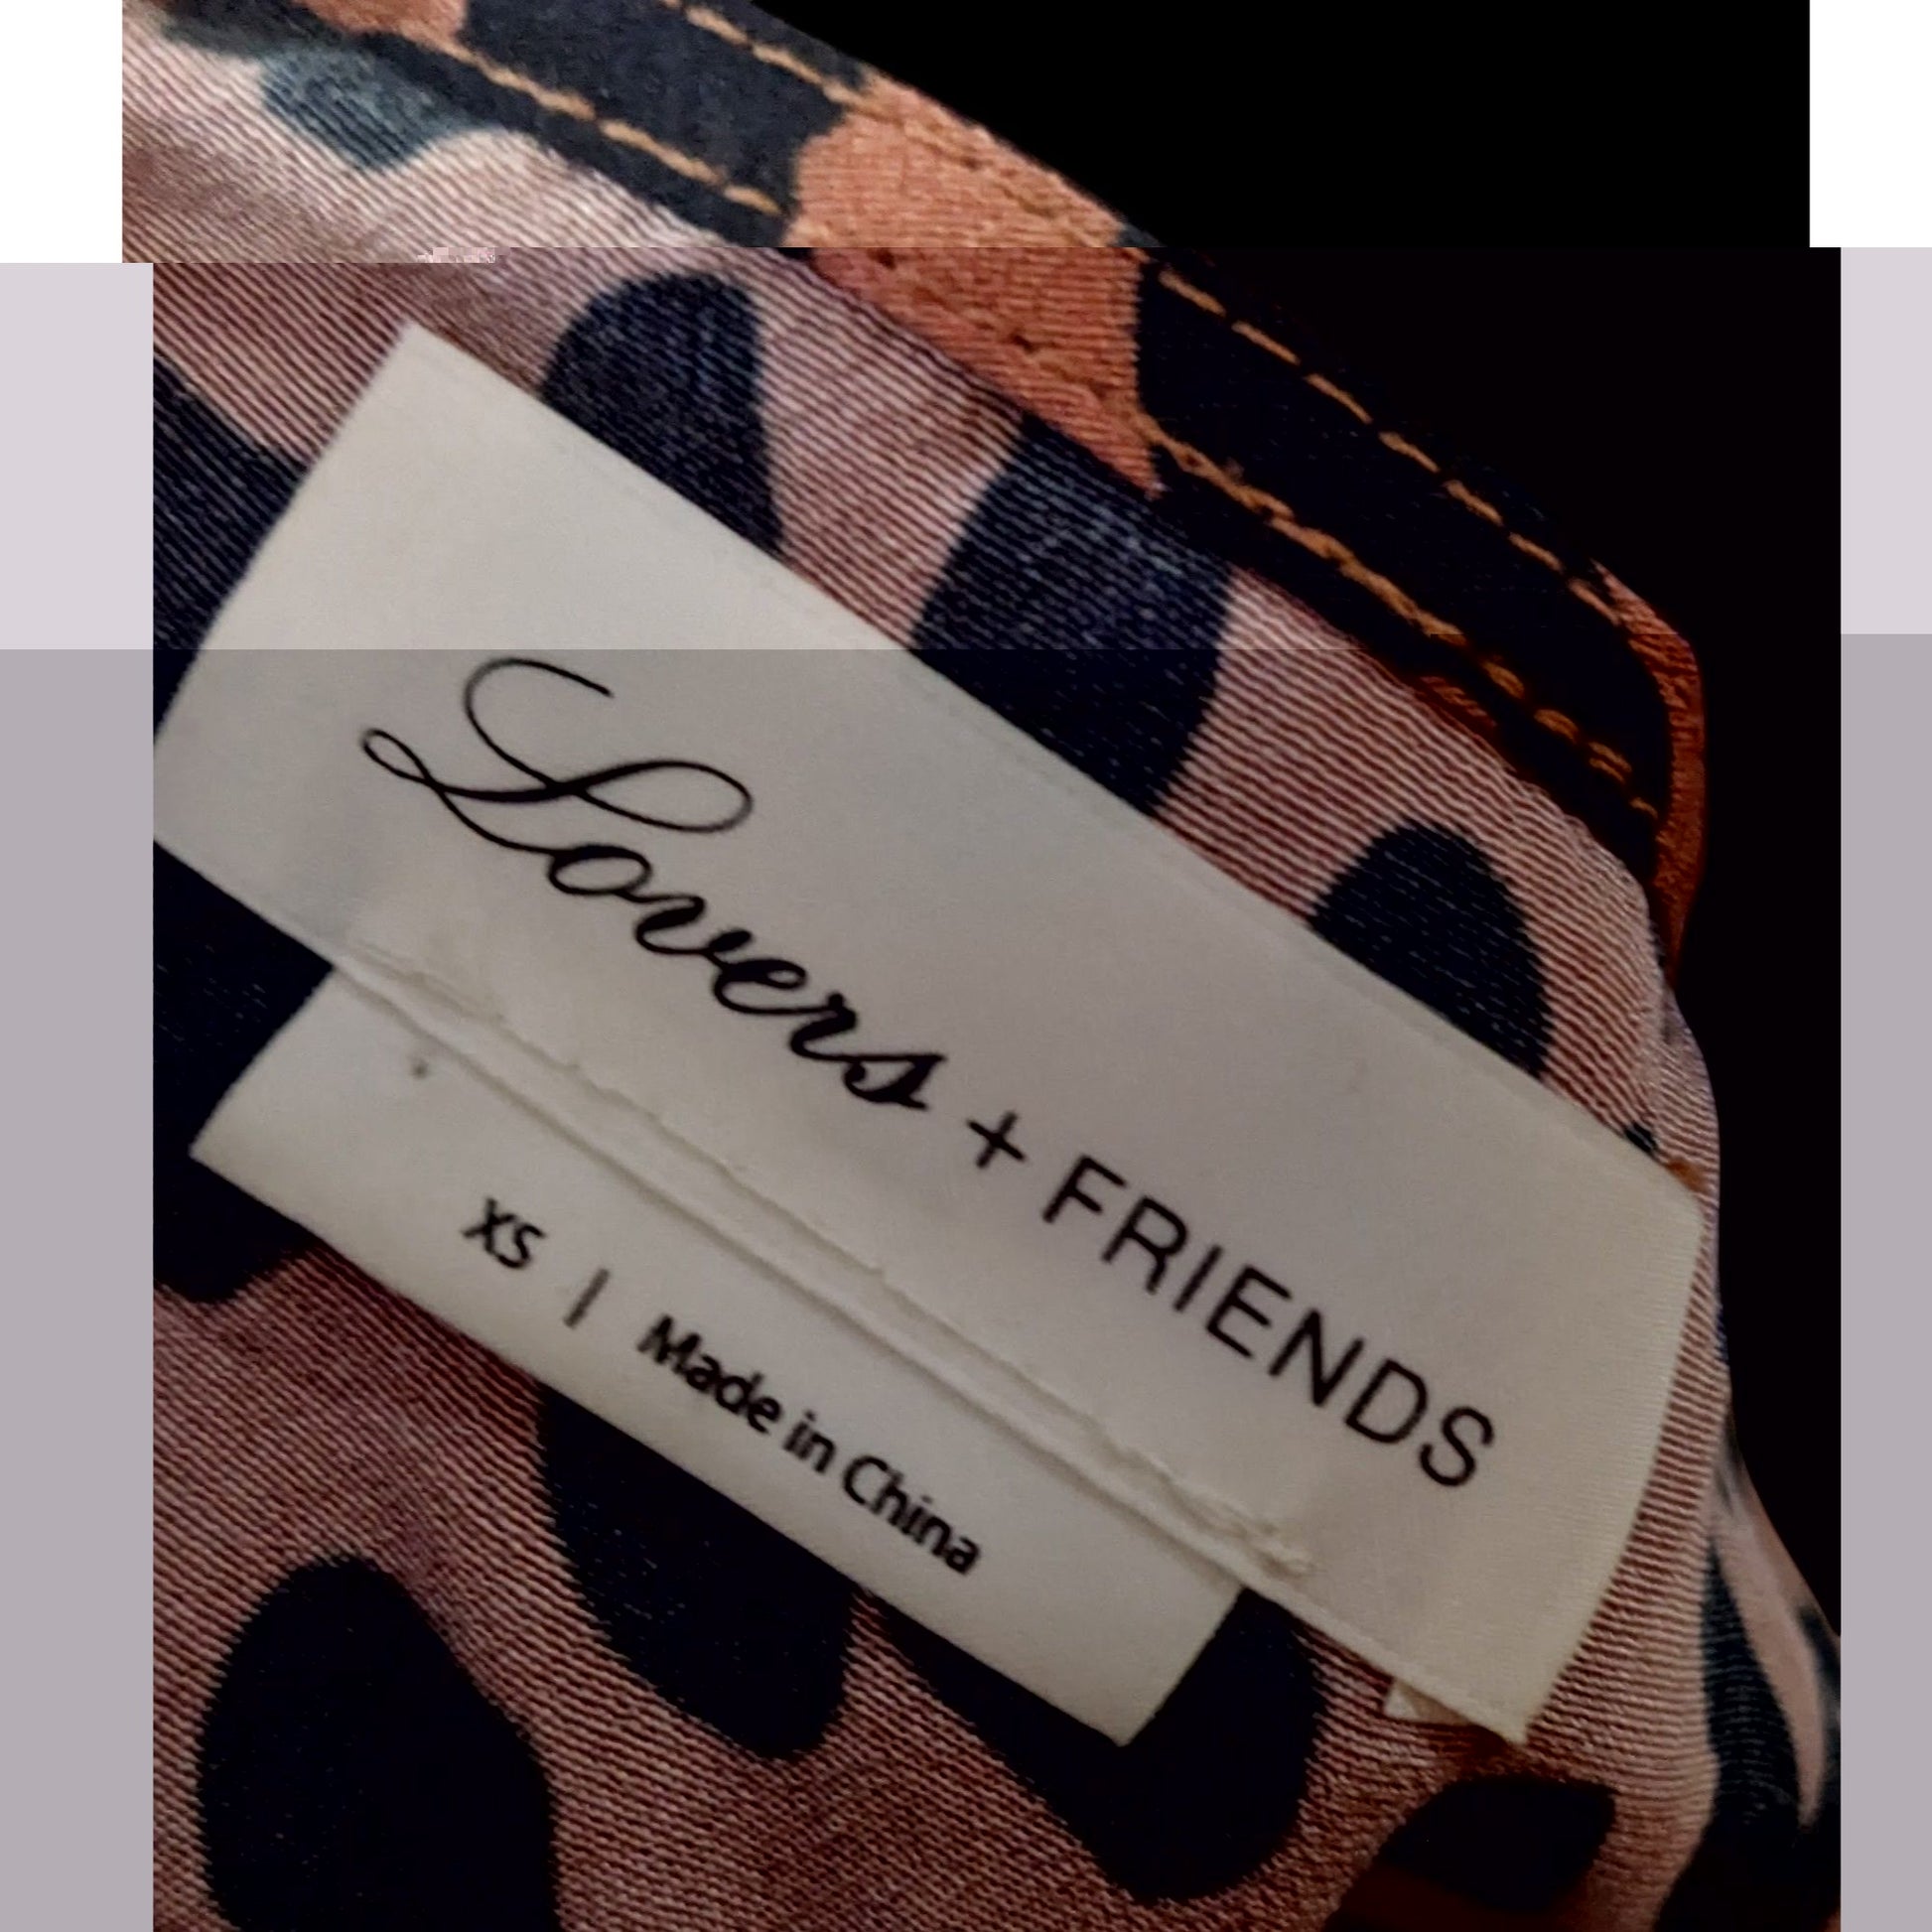 Lovers + FRIENDS
XS | Made in China